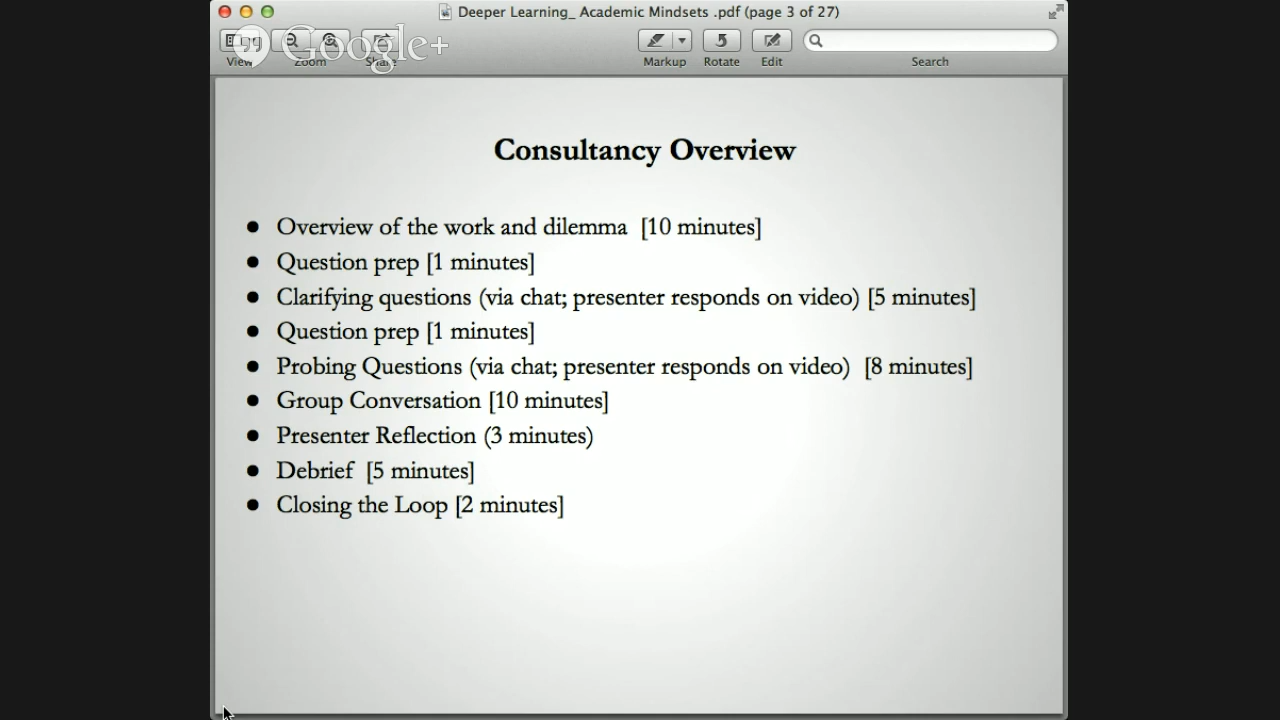 Deeper Learning_ Academic Mindsets .pdf (page 3 of 27)
Google+
View Zoom Share Markup Rotate Edit Search
Consultancy Overview
● Overview of the work and dilemma [10 minutes]
● Question prep [1 minutes]
● Clarifying questions (via chat; presenter responds on video) [5 minutes]
● Question prep [1 minutes]
● Probing Questions (via chat; presenter responds on video) [8 minutes]
● Group Conversation [10 minutes]
● Presenter Reflection (3 minutes)
● Debrief [5 minutes]
● Closing the Loop [2 minutes]